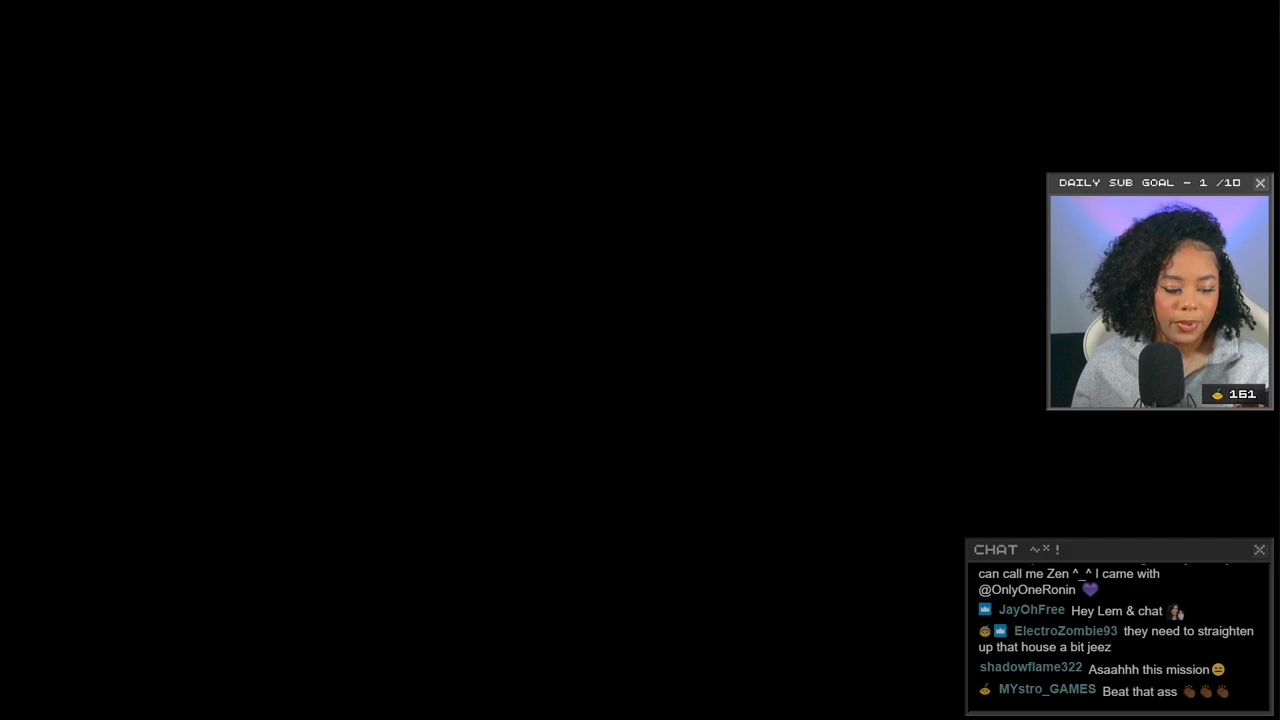 DAILY SUB GOAL - 1 /10
161
CHAT ~*!
can call me Zen ^_^ I came with
@OnlyOneRonin 💜
JayOhFree Hey Lem & chat
ElectroZombie93 they need to straighten
up that house a bit jeez
shadowflame322 Asaahhh this mission😑
MYstro_GAMES Beat that ass 👏🏾👏🏾👏🏾